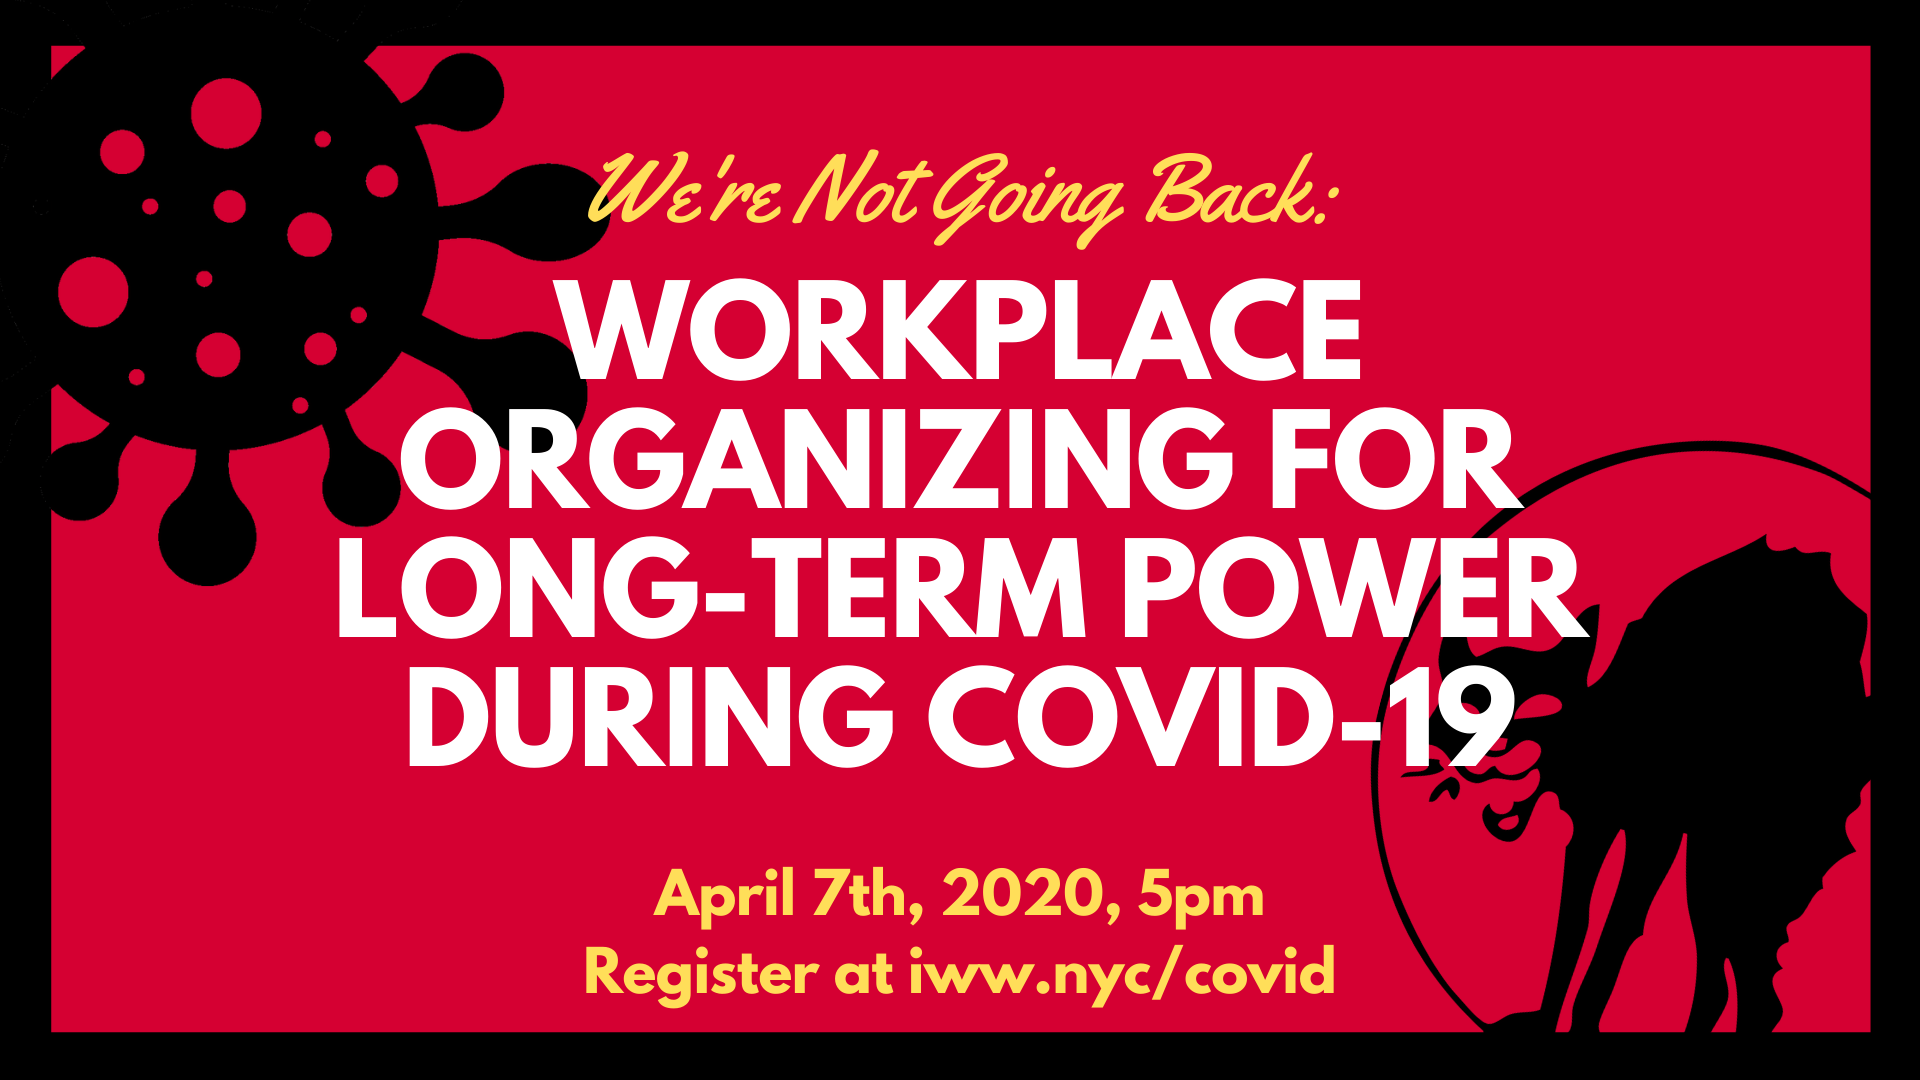 We're Not Going Back:
WORKPLACE
ORGANIZING FOR
LONG-TERM POWER
DURING COVID-19
April 7th, 2020, 5pm
Register at iww.nyc/covid